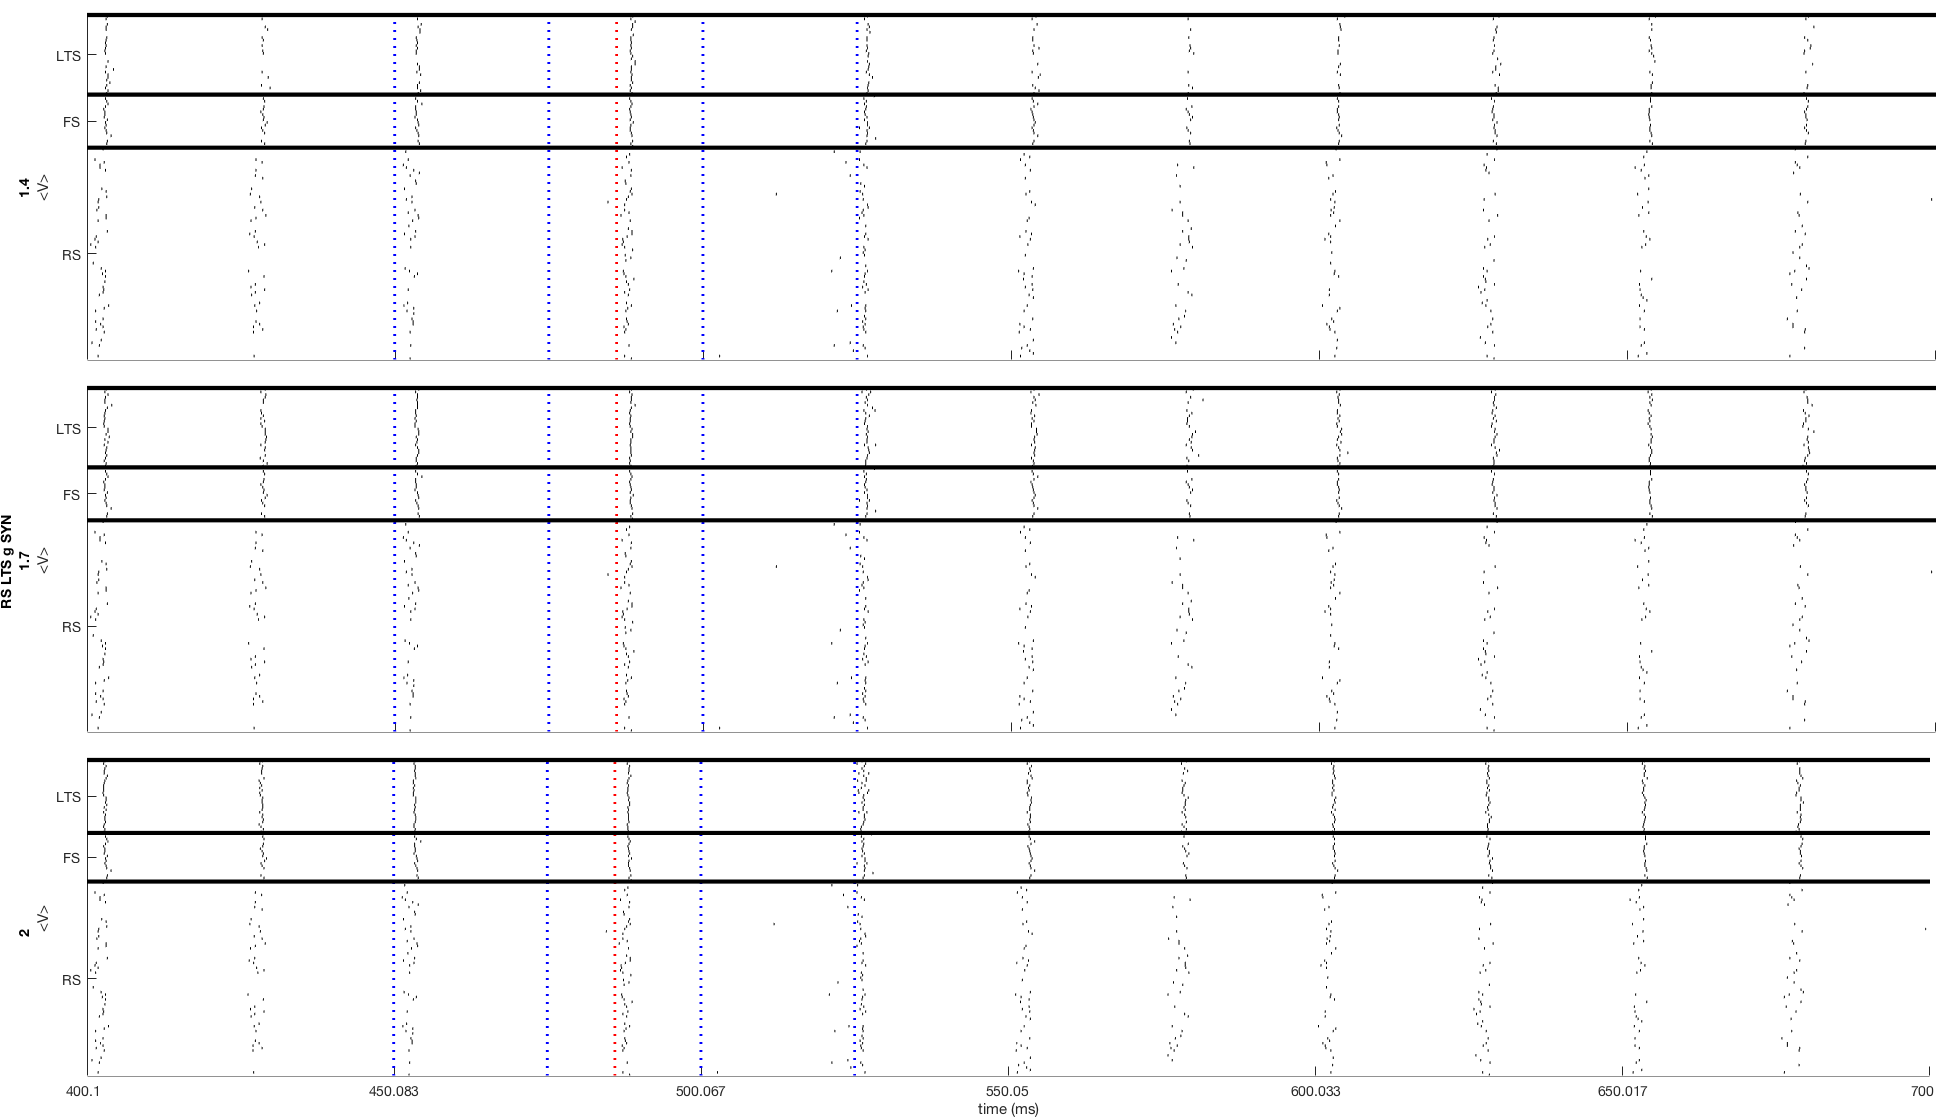 LTS
FS
1.4
<V>
RS
LTS
FS
RS LTS g SYN
1.7
<V>
RS
LTS
FS
2
<V>
RS
400.1 450.083 500.067 550.05 600.033 650.017 700
time (ms)